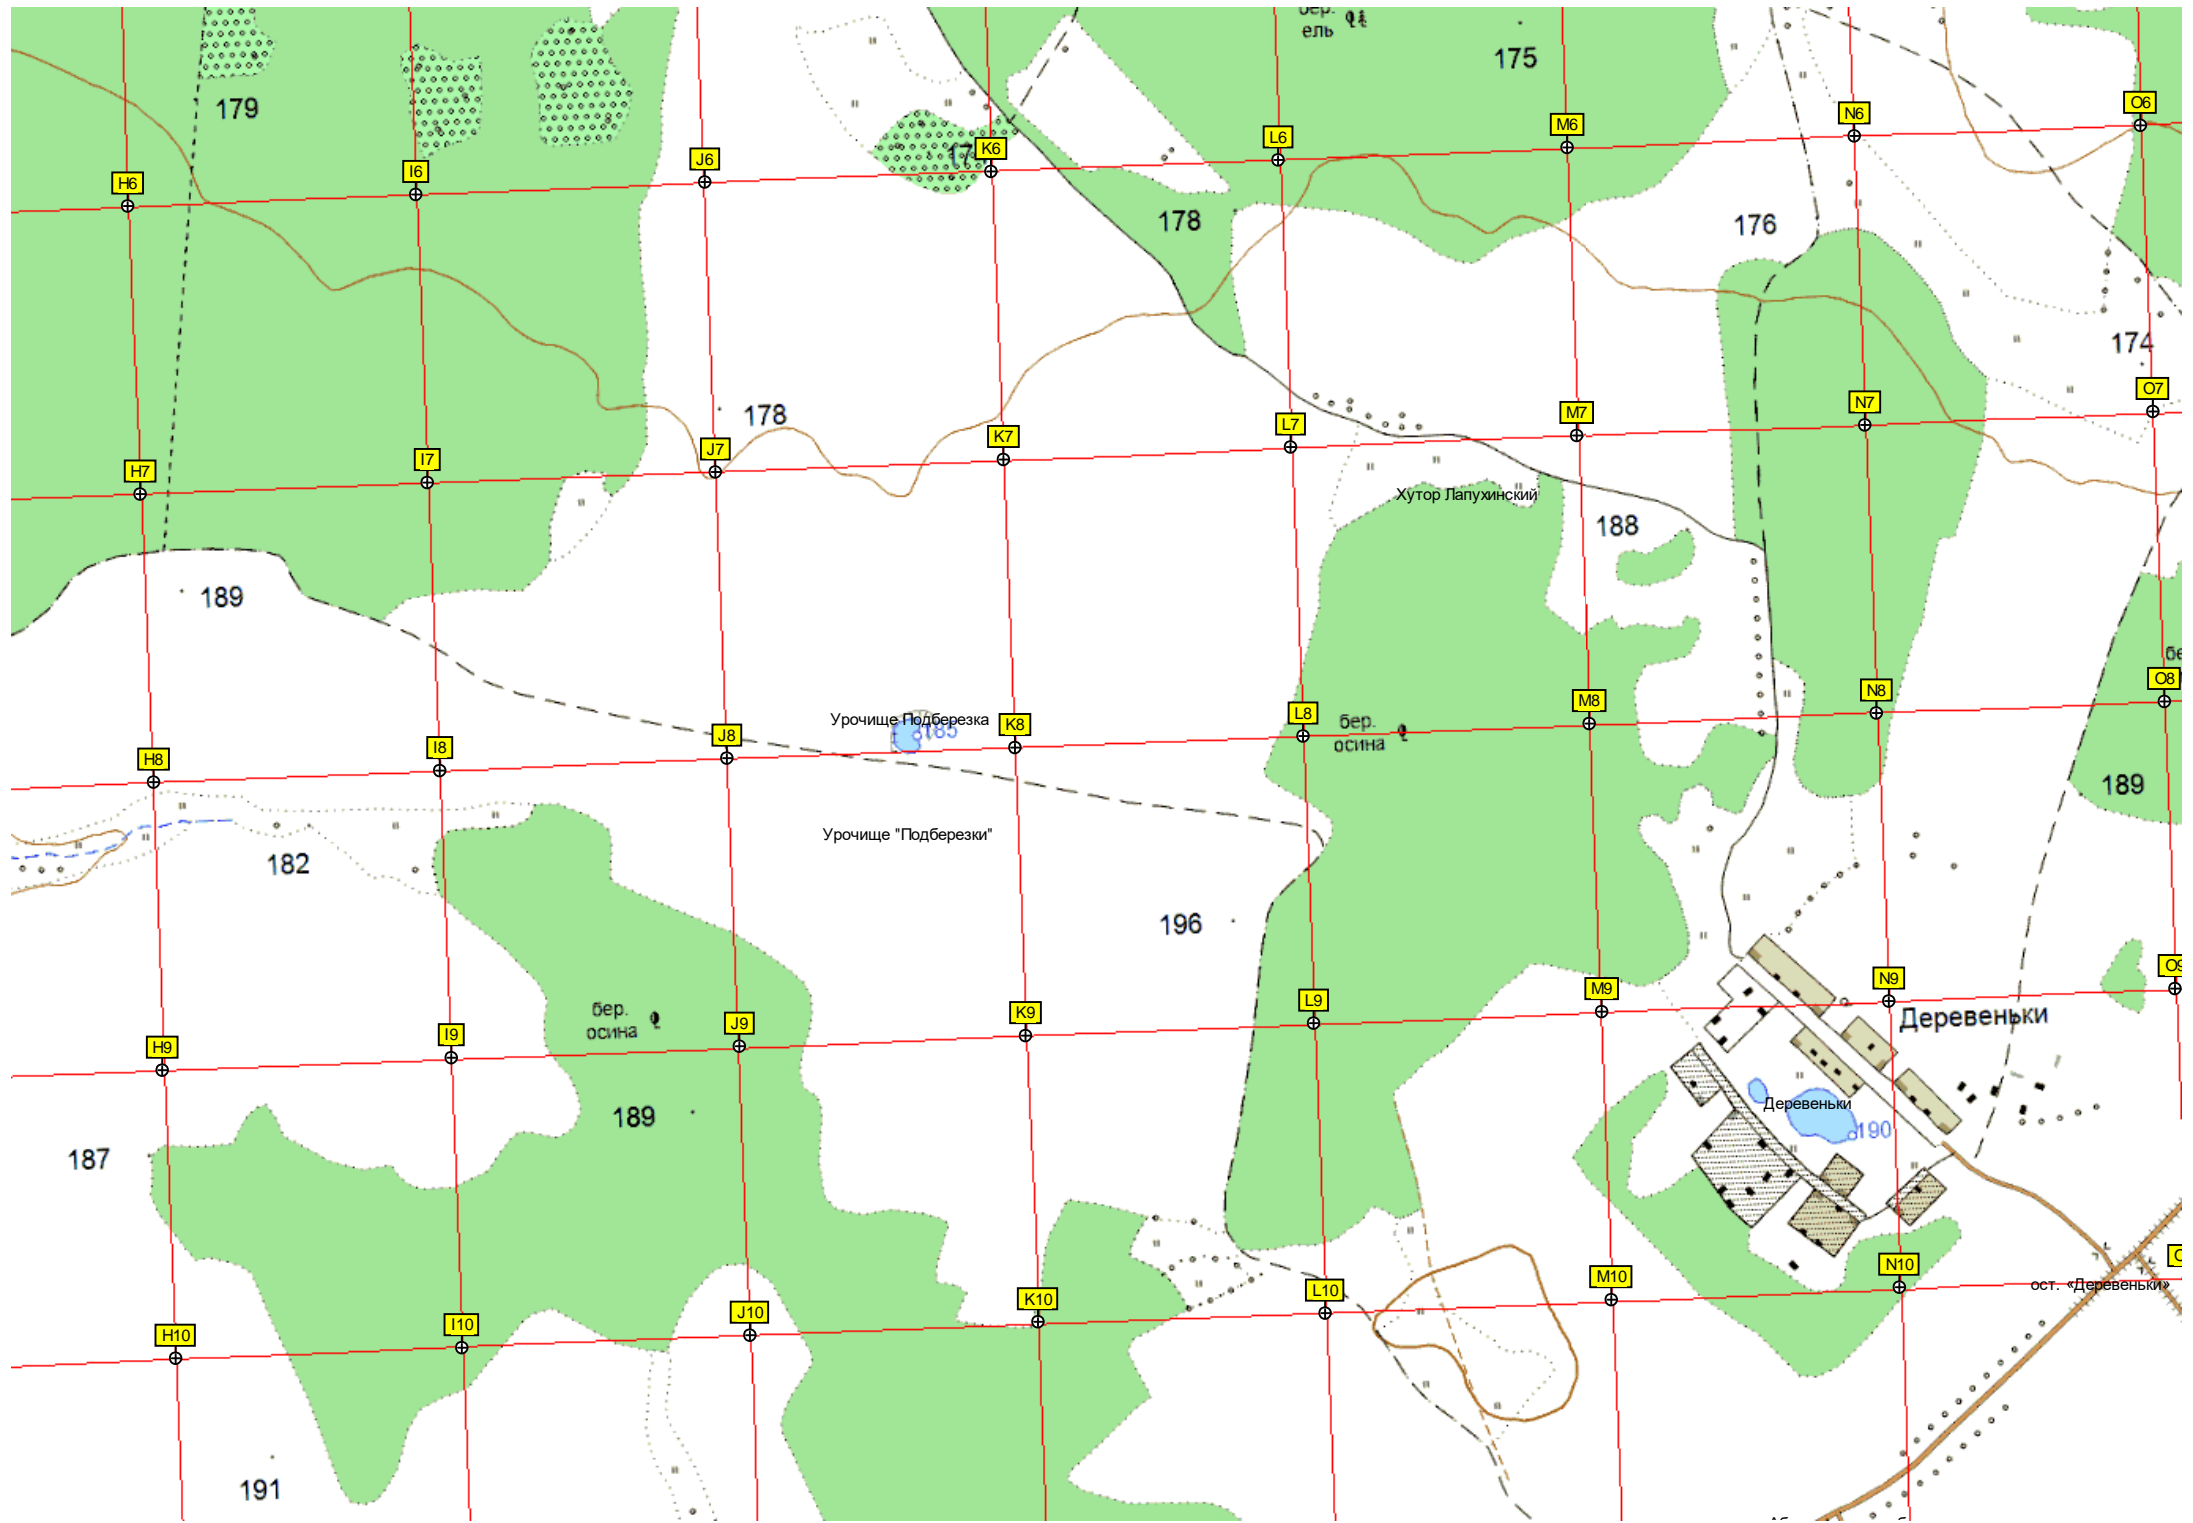 бер.
ель
175
179
O6
N6
M6
L6
K6
J6
I6
H6
178
176
174
O7
N7
M7
178
L7
K7
J7
I7
H7
Хутор Лапухинский
188
189
бе
O8
N8
M8
L8
бер.
осина
Урочище Подберезка
185
K8
J8
I8
H8
189
Урочище "Подберезки"
182
196
O9
N9
M9
L9
K9
J9
I9
H9
бер.
осина
Деревеньки
Деревеньки
189
190
187
N10
M10
L10
K10
J10
I10
H10
ост. «Деревеньки»
191